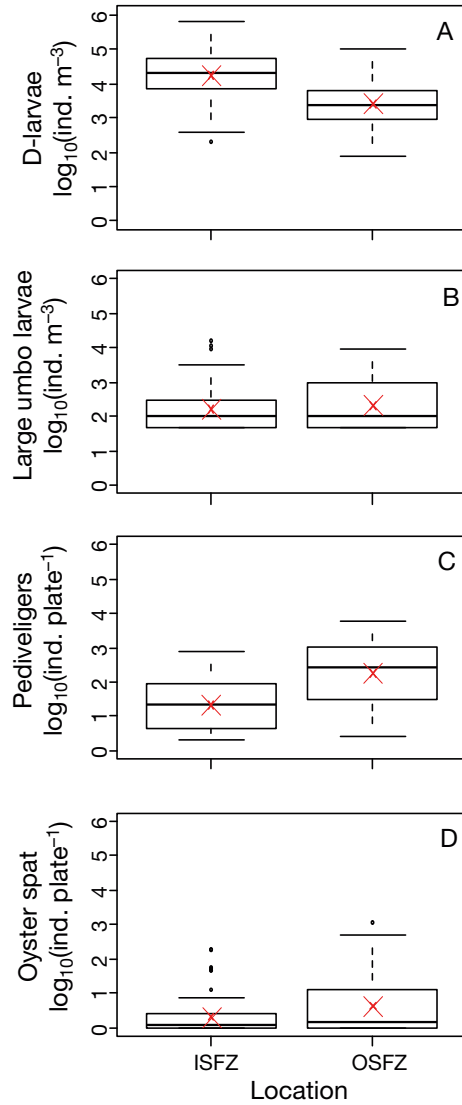 A
D-larvae
log10(ind. m−3)
6
5
4
3
2
1
0
B
Large umbo larvae
log10(ind. m−3)
6
5
4
3
2
1
0
C
Pediveligers
log10(ind. plate−1)
6
5
4
3
2
1
0
D
Oyster spat
log10(ind. plate−1)
6
5
4
3
2
1
0
ISFZ OSFZ
Location